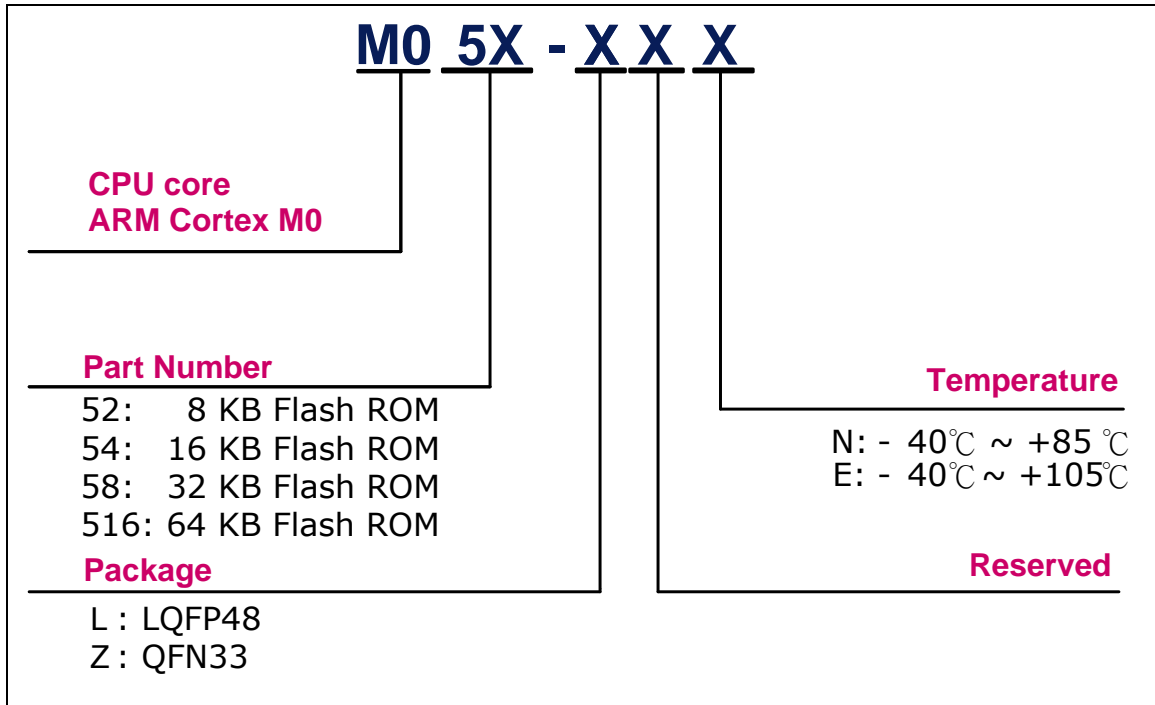 M0 5X - X X X
CPU core
ARM Cortex M0
Part Number
52: 8 KB Flash ROM
54: 16 KB Flash ROM
58: 32 KB Flash ROM
516: 64 KB Flash ROM
Package
L : LQFP48
Z : QFN33
Temperature
N: - 40℃ ~ +85 ℃
E: - 40℃ ~ +105℃
Reserved